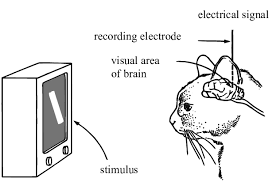 electrical signal
recording electrode
visual area
of brain
stimulus